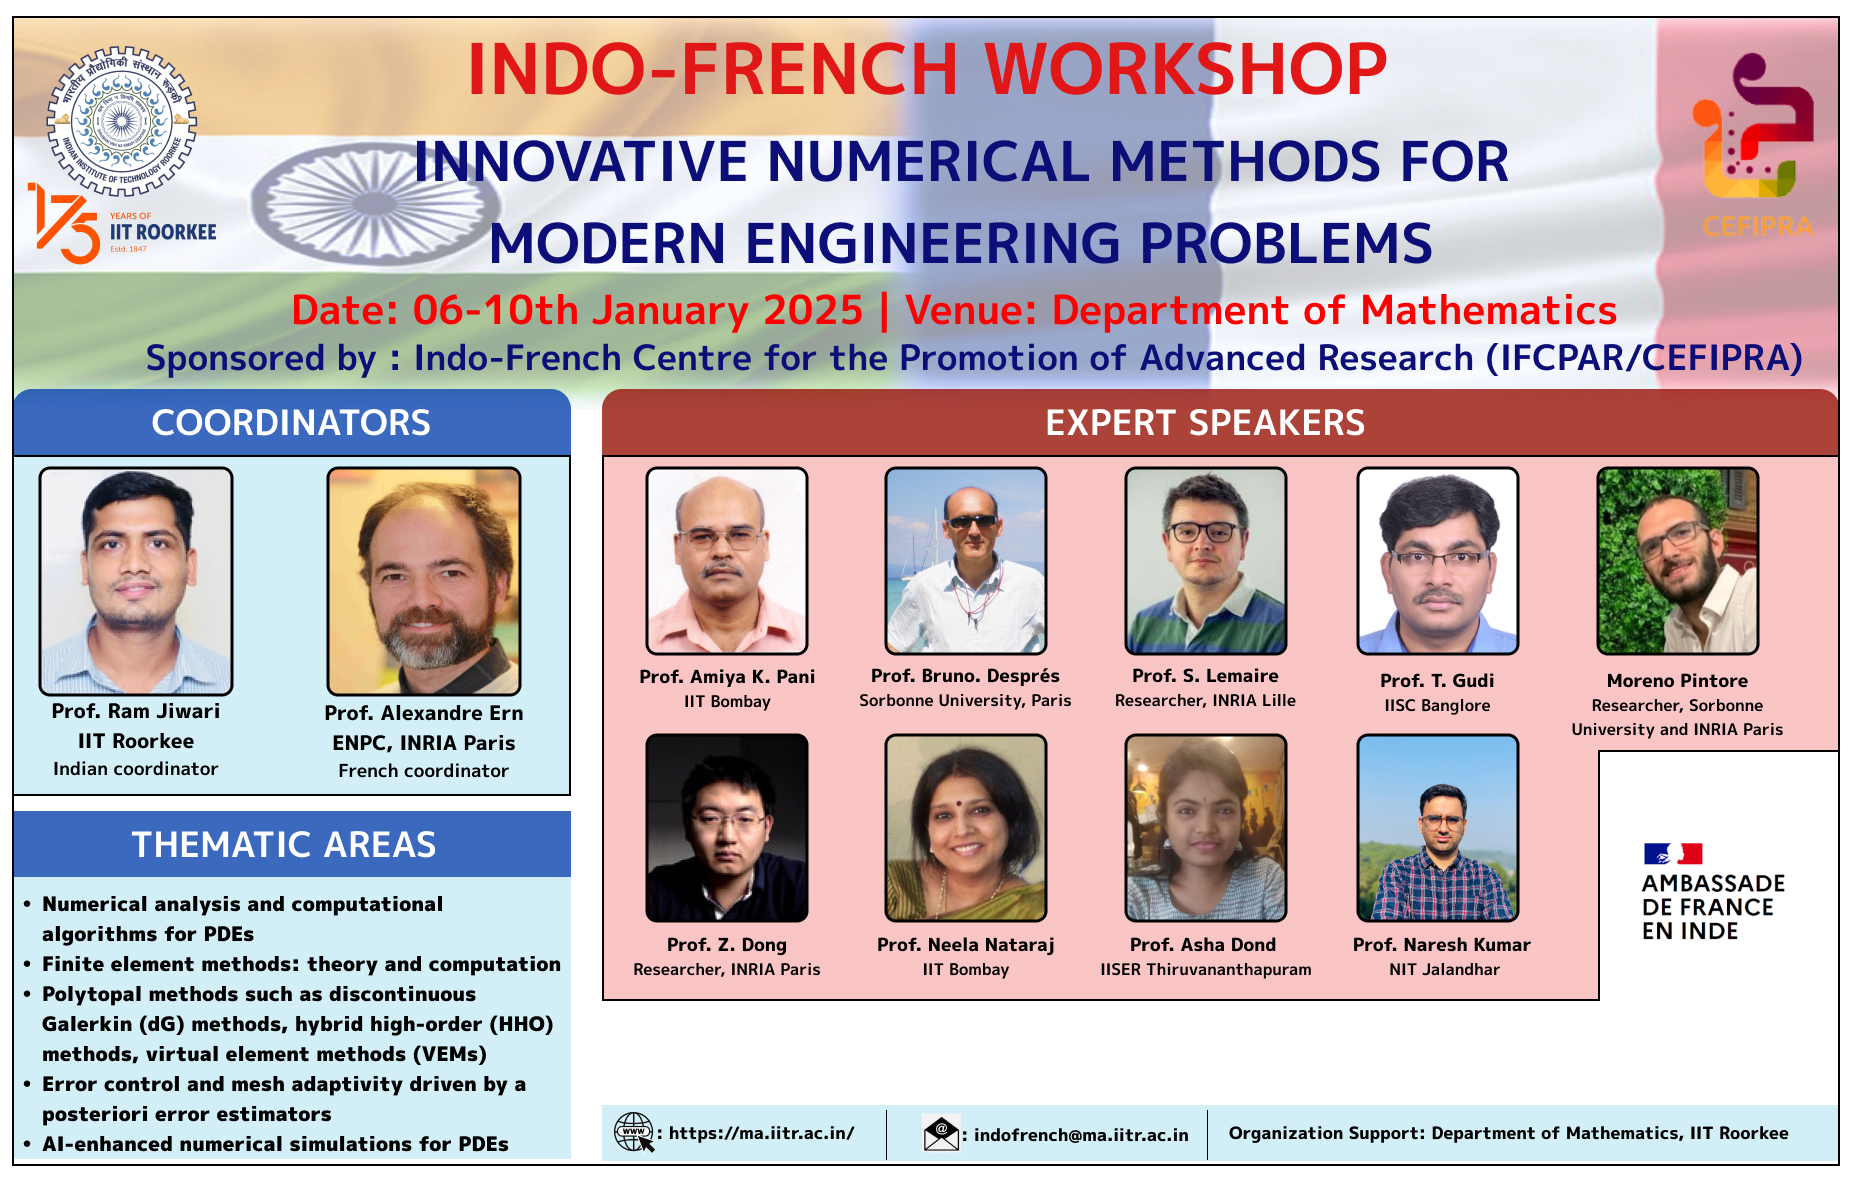 INDO-FRENCH WORKSHOP
INNOVATIVE NUMERICAL METHODS FOR
MODERN ENGINEERING PROBLEMS
Date: 06-10th January 2025 | Venue: Department of Mathematics
Sponsored by : Indo-French Centre for the Promotion of Advanced Research (IFCPAR/CEFIPRA)
भारतीय प्रौद्योगिकी संस्थान रुड़की
INDIAN INSTITUTE OF TECHNOLOGY ROORKEE
175
YEARS OF
IIT ROORKEE
Estd. 1847
CEFIPRA
COORDINATORS
Prof. Ram Jiwari
IIT Roorkee
Indian coordinator
Prof. Alexandre Ern
ENPC, INRIA Paris
French coordinator
THEMATIC AREAS
• Numerical analysis and computational
algorithms for PDEs
• Finite element methods: theory and computation
• Polytopal methods such as discontinuous
Galerkin (dG) methods, hybrid high-order (HHO)
methods, virtual element methods (VEMs)
• Error control and mesh adaptivity driven by a
posteriori error estimators
• AI-enhanced numerical simulations for PDEs
EXPERT SPEAKERS
Prof. Amiya K. Pani
IIT Bombay
Prof. Bruno. Després
Sorbonne University, Paris
Prof. S. Lemaire
Researcher, INRIA Lille
Prof. T. Gudi
IISC Banglore
Moreno Pintore
Researcher, Sorbonne
University and INRIA Paris
Prof. Z. Dong
Researcher, INRIA Paris
Prof. Neela Nataraj
IIT Bombay
Prof. Asha Dond
IISER Thiruvananthapuram
Prof. Naresh Kumar
NIT Jalandhar
AMBASSADE
DE FRANCE
EN INDE
www : https://ma.iitr.ac.in/
@ : indofrench@ma.iitr.ac.in
Organization Support: Department of Mathematics, IIT Roorkee